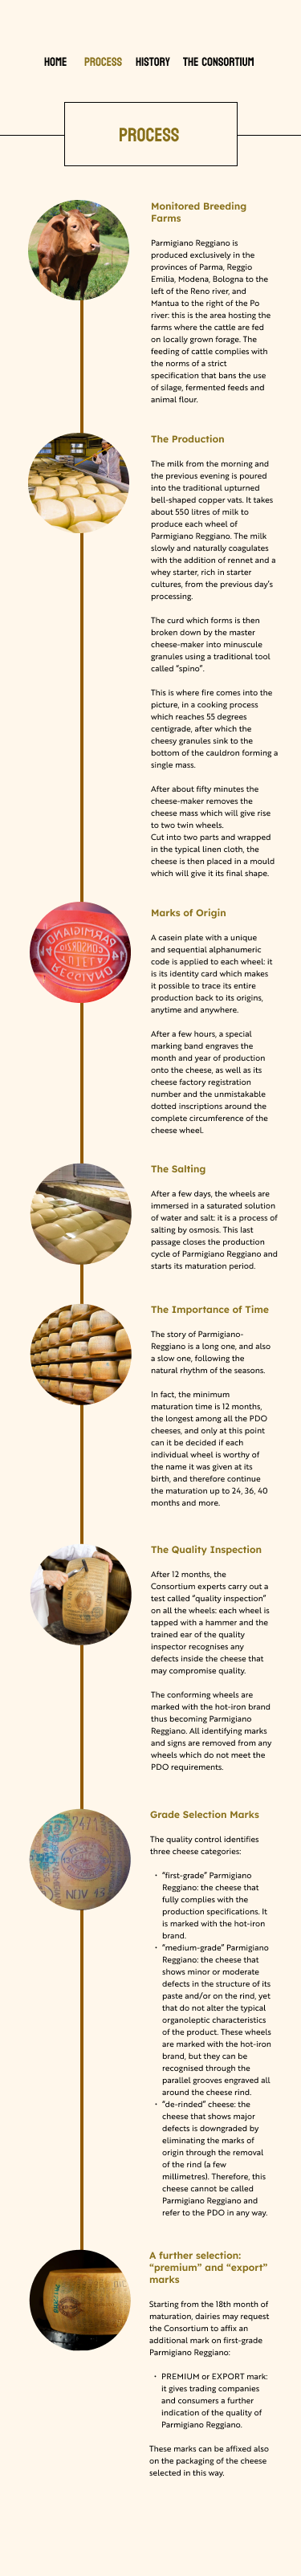 HOME PROCESS HISTORY THE CONSORTIUM
PROCESS
Monitored Breeding
Farms
Parmigiano Reggiano is
produced exclusively in the
provinces of Parma, Reggio
Emilia, Modena, Bologna to the
left of the Reno river, and
Mantua to the right of the Po
river: this is the area hosting the
farms where the cattle are fed
on locally grown forage. The
feeding of cattle complies with
the norms of a strict
specification that bans the use
of silage, fermented feeds and
animal flour.
The Production
The milk from the morning and
the previous evening is poured
into the traditional upturned
bell-shaped copper vats. It takes
about 550 litres of milk to
produce each wheel of
Parmigiano Reggiano. The milk
slowly and naturally coagulates
with the addition of rennet and a
whey starter, rich in starter
cultures, from the previous day's
processing.
The curd which forms is then
broken down by the master
cheese-maker into minuscule
granules using a traditional tool
called "spino".
This is where fire comes into the
picture, in a cooking process
which reaches 55 degrees
centigrade, after which the
cheesy granules sink to the
bottom of the cauldron forming a
single mass.
After about fifty minutes the
cheese-maker removes the
cheese mass which will give rise
to two twin wheels.
Cut into two parts and wrapped
in the typical linen cloth, the
cheese is then placed in a mould
which will give it its final shape.
Marks of Origin
A casein plate with a unique
and sequential alphanumeric
code is applied to each wheel: it
is its identity card which makes
it possible to trace its entire
production back to its origins,
anytime and anywhere.
After a few hours, a special
marking band engraves the
month and year of production
onto the cheese, as well as its
cheese factory registration
number and the unmistakable
dotted inscriptions around the
complete circumference of the
cheese wheel.
The Salting
After a few days, the wheels are
immersed in a saturated solution
of water and salt: it is a process of
salting by osmosis. This last
passage closes the production
cycle of Parmigiano Reggiano and
starts its maturation period.
The Importance of Time
The story of Parmigiano-
Reggiano is a long one, and also
a slow one, following the
natural rhythm of the seasons.
In fact, the minimum
maturation time is 12 months,
the longest among all the PDO
cheeses, and only at this point
can it be decided if each
individual wheel is worthy of
the name it was given at its
birth, and therefore continue
the maturation up to 24, 36, 40
months and more.
The Quality Inspection
After 12 months, the
Consortium experts carry out a
test called "quality inspection"
on all the wheels: each wheel is
tapped with a hammer and the
trained ear of the quality
inspector recognises any
defects inside the cheese that
may compromise quality.
The conforming wheels are
marked with the hot-iron brand
thus becoming Parmigiano
Reggiano. All identifying marks
and signs are removed from any
wheels which do not meet the
PDO requirements.
NOV 13
Grade Selection Marks
The quality control identifies
three cheese categories:
• "first-grade" Parmigiano
Reggiano: the cheese that
fully complies with the
production specifications. It
is marked with the hot-iron
brand.
• "medium-grade" Parmigiano
Reggiano: the cheese that
shows minor or moderate
defects in the structure of its
paste and/or on the rind, yet
that do not alter the typical
organoleptic characteristics
of the product. These wheels
are marked with the hot-iron
brand, but they can be
recognised through the
parallel grooves engraved all
around the cheese rind.
• "de-rinded" cheese: the
cheese that shows major
defects is downgraded by
eliminating the marks of
origin through the removal
of the rind (a few
millimetres). Therefore, this
cheese cannot be called
Parmigiano Reggiano and
refer to the PDO in any way.
A further selection:
"premium" and "export"
marks
Starting from the 18th month of
maturation, dairies may request
the Consortium to affix an
additional mark on first-grade
Parmigiano Reggiano:
• PREMIUM or EXPORT mark:
it gives trading companies
and consumers a further
indication of the quality of
Parmigiano Reggiano.
These marks can be affixed also
on the packaging of the cheese
selected in this way.